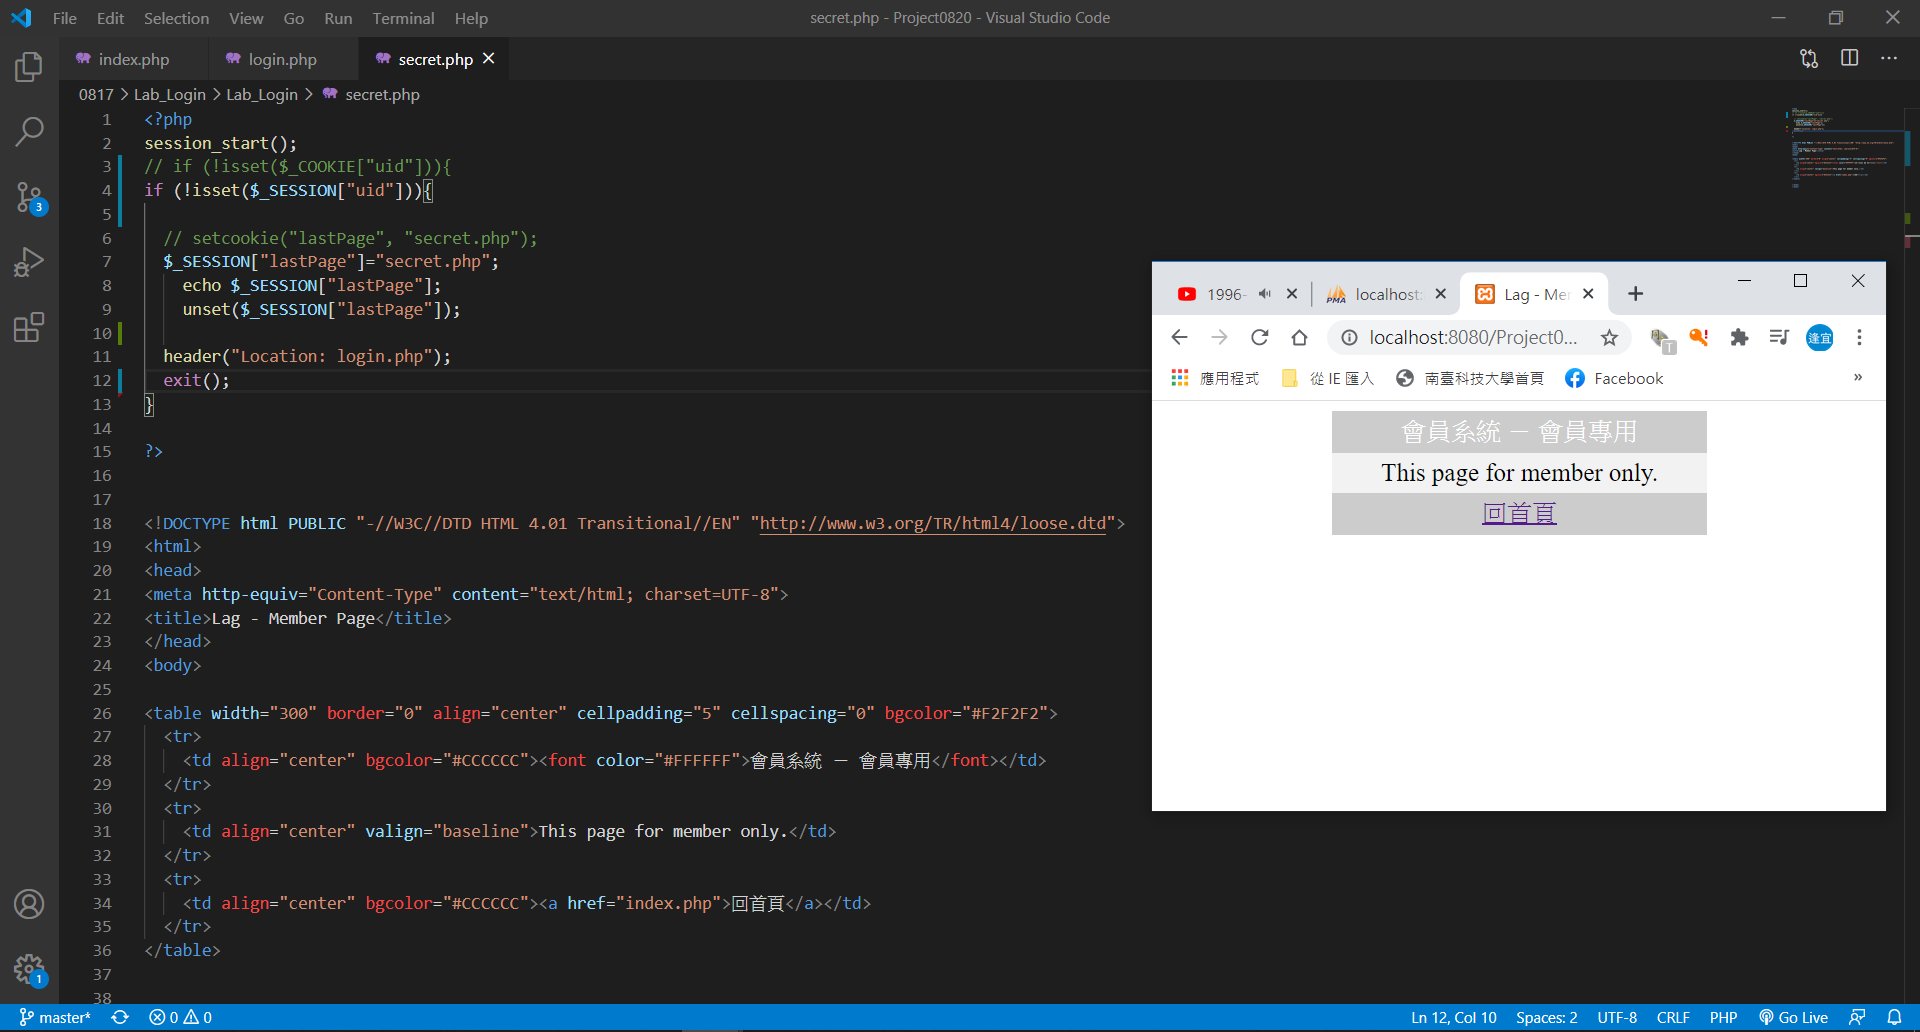 File Edit Selection View Go Run Terminal Help
secret.php - Project0820 - Visual Studio Code
index.php login.php secret.php
0817 > Lab_Login > Lab_Login > secret.php
1 <?php
2 session_start();
3 // if (!isset($_COOKIE["uid"])){
4 if (!isset($_SESSION["uid"])){
5
6 // setcookie("lastPage", "secret.php");
7 $_SESSION["lastPage"]="secret.php";
8 echo $_SESSION["lastPage"];
9 unset($_SESSION["lastPage"]);
10
11 header("Location: login.php");
12 exit();
13 }
14
15 ?>
16
17
18 <!DOCTYPE html PUBLIC "-//W3C//DTD HTML 4.01 Transitional//EN" "http://www.w3.org/TR/html4/loose.dtd">
19 <html>
20 <head>
21 <meta http-equiv="Content-Type" content="text/html; charset=UTF-8">
22 <title>Lag - Member Page</title>
23 </head>
24 <body>
25
26 <table width="300" border="0" align="center" cellpadding="5" cellspacing="0" bgcolor="#F2F2F2">
27 <tr>
28 <td align="center" bgcolor="#CCCCCC"><font color="#FFFFFF">會員系統 － 會員專用</font></td>
29 </tr>
30 <tr>
31 <td align="center" valign="baseline">This page for member only.</td>
32 </tr>
33 <tr>
34 <td align="center" bgcolor="#CCCCCC"><a href="index.php">回首頁</a></td>
35 </tr>
36 </table>
37
38
1996- localhost: Lag - Mer
PMA
localhost:8080/Project0...
T
逢宜
應用程式 從 IE 匯入 南臺科技大學首頁 Facebook »
會員系統 － 會員專用
This page for member only.
回首頁
3
1
master* 0 0
Ln 12, Col 10 Spaces: 2 UTF-8 CRLF PHP Go Live